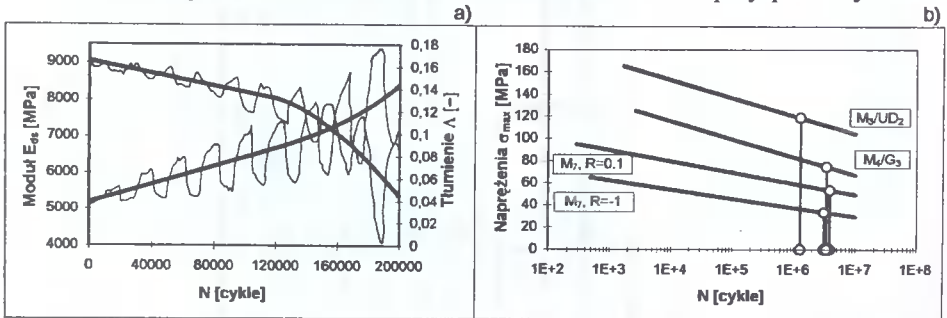 a)
b)
Moduł E_ds [MPa]
9000
8000
7000
6000
5000
4000
0,18
0,16
0,14
0,12
0,1
0,08
0,06
0,04
0,02
0
Tłumienie Λ [-]
0
40000
80000
120000
160000
200000
N [cykle]
Naprężenia σ_max [MPa]
180
160
140
120
100
80
60
40
20
0
M₃/UD₂
M₄/G₃
M₇, R=0.1
M₇, R=-1
1E+2
1E+3
1E+4
1E+5
1E+6
1E+7
1E+8
N [cykle]